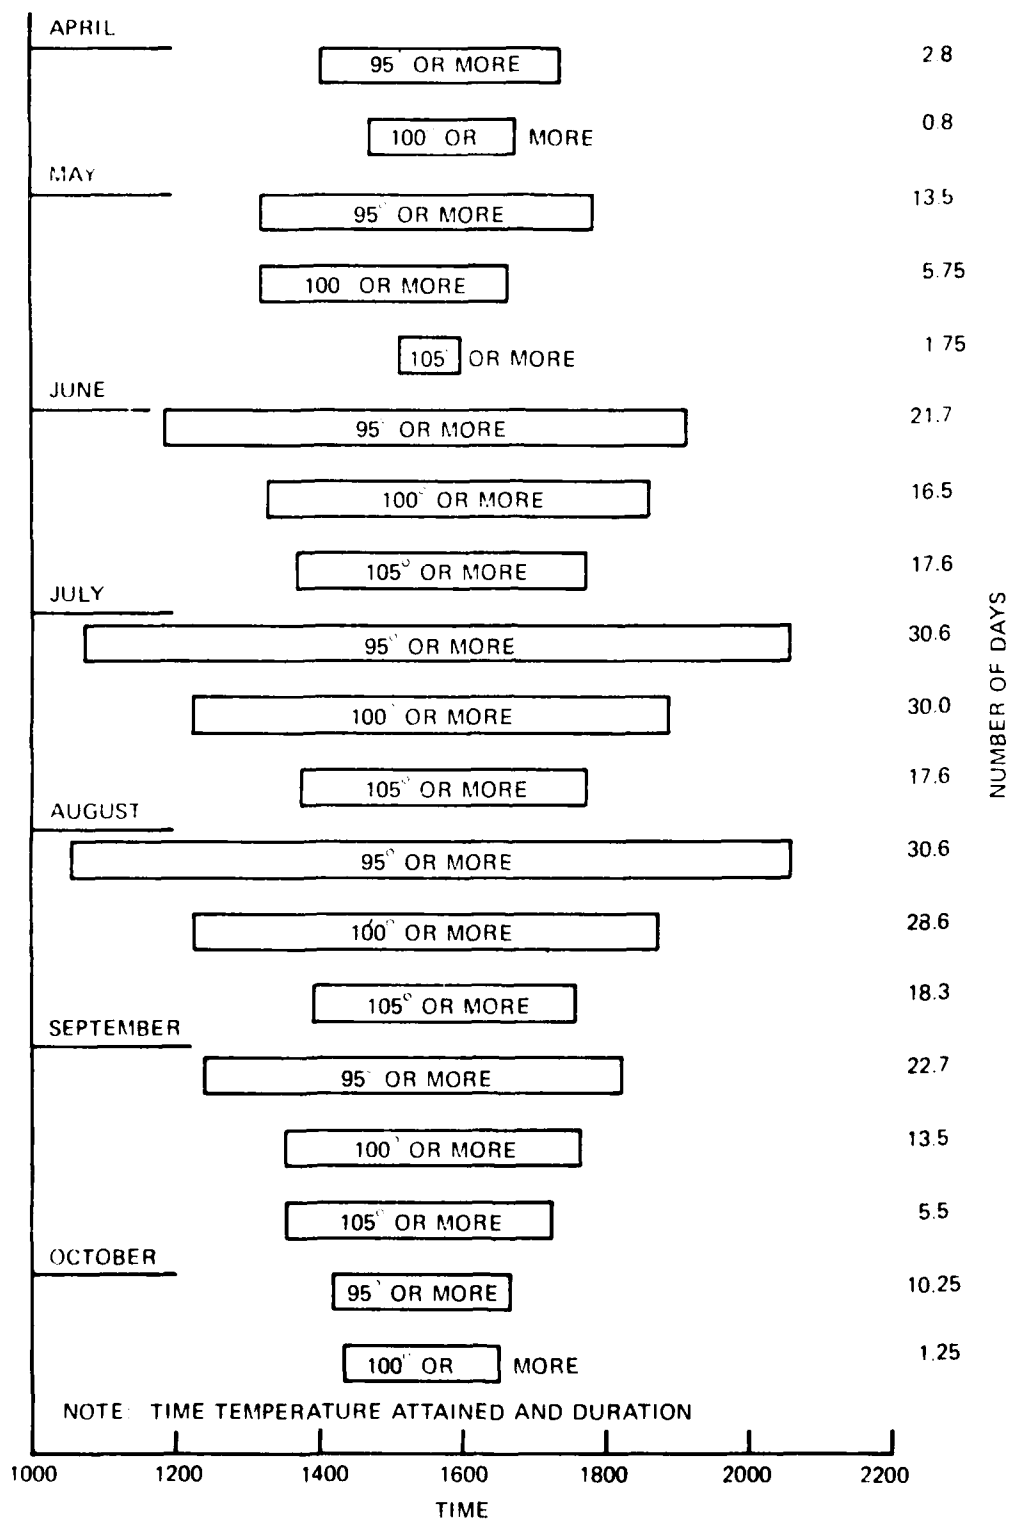 APRIL
95° OR MORE 2.8
100 OR MORE 0.8
MAY
95° OR MORE 13.5
100 OR MORE 5.75
105° OR MORE 1 75
JUNE
95° OR MORE 21.7
100° OR MORE 16.5
105° OR MORE 17.6
JULY
95° OR MORE 30.6
100° OR MORE 30.0
105° OR MORE 17.6
AUGUST
95° OR MORE 30.6
100° OR MORE 28.6
105° OR MORE 18.3
SEPTEMBER
95° OR MORE 22.7
100° OR MORE 13.5
105° OR MORE 5.5
OCTOBER
95° OR MORE 10.25
100° OR MORE 1.25
NUMBER OF DAYS
NOTE: TIME TEMPERATURE ATTAINED AND DURATION
1000 1200 1400 1600 1800 2000 2200
TIME